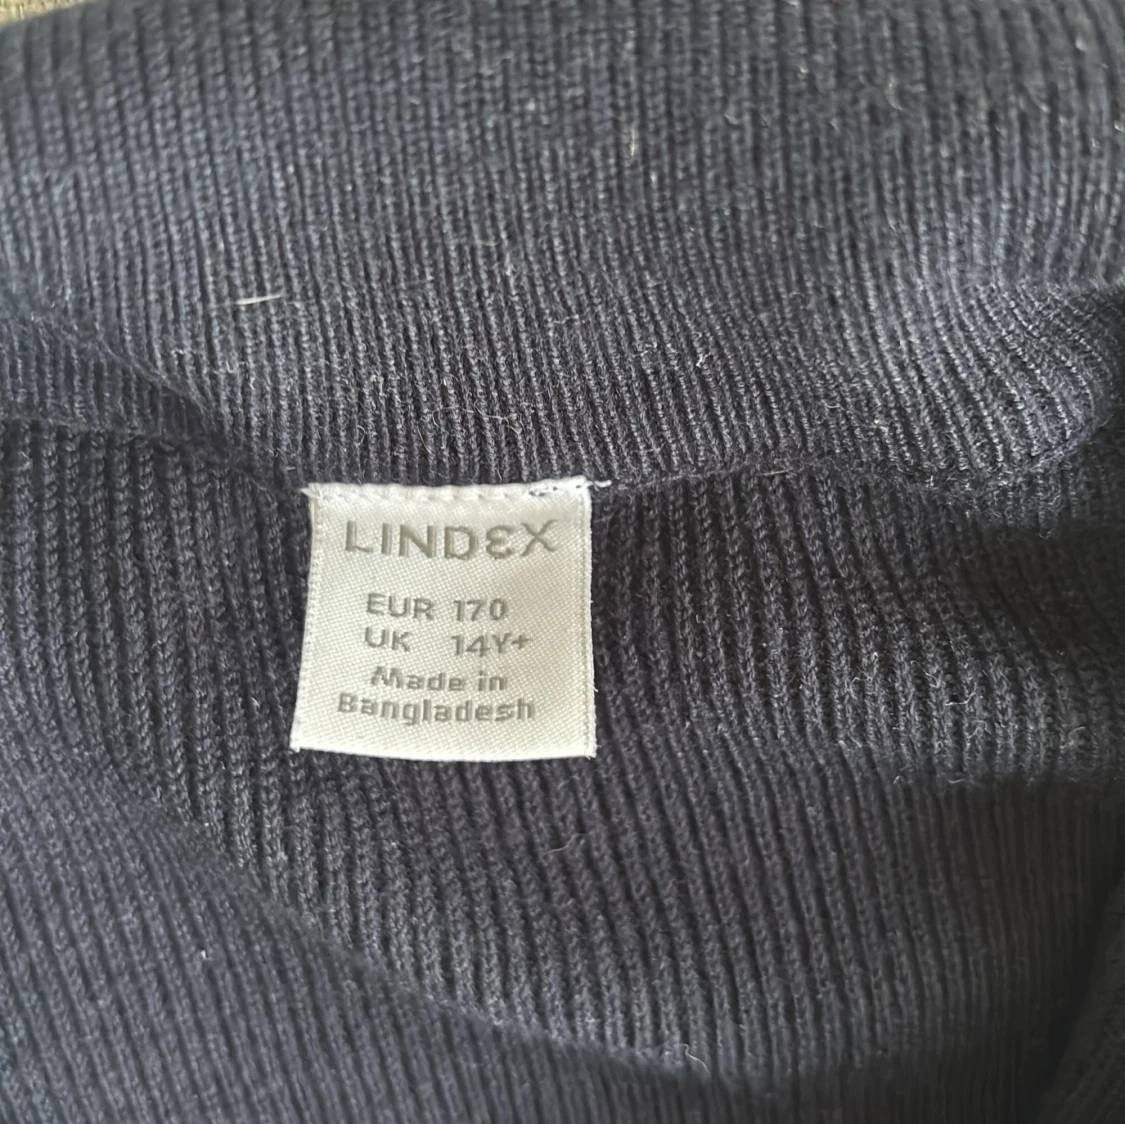 LINDEX
EUR 170
UK 14Y+
Made in
Bangladesh